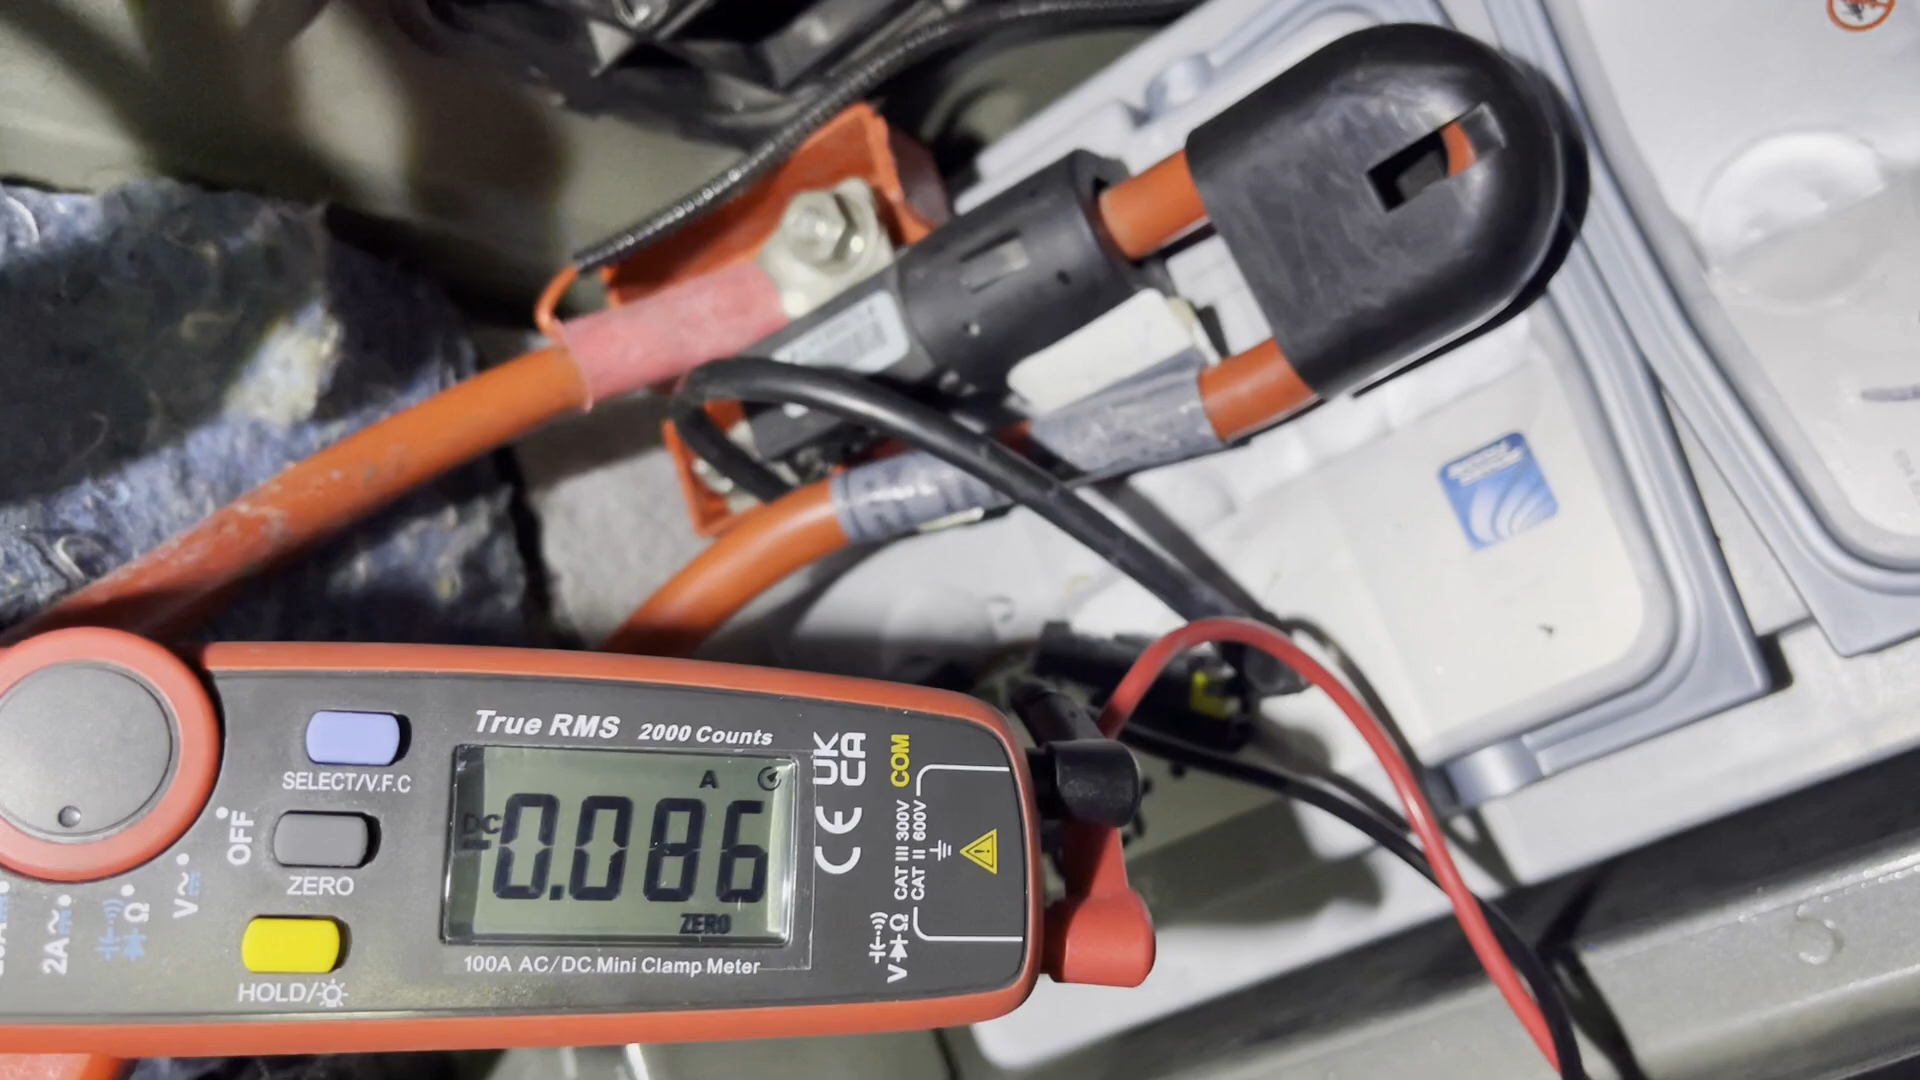 True RMS 2000 Counts
SELECT/V.F.C
A
DC
0.086
ZERO
OFF
ZERO
HOLD/
100A AC/DC.Mini Clamp Meter
2A
V
Ω
UK
CA
CE
COM
CAT III 300V
CAT II 600V
V Ω